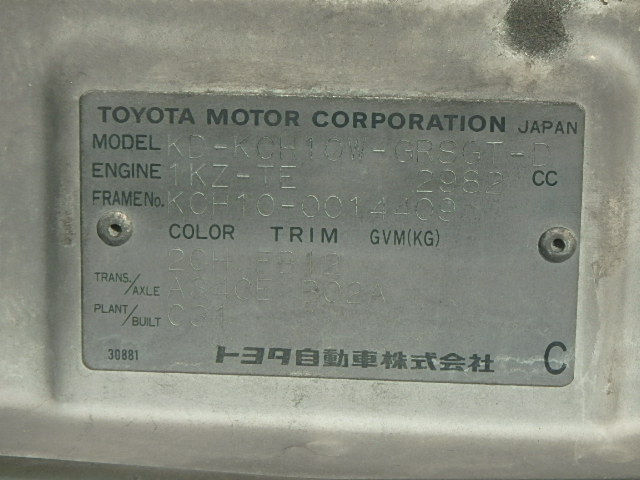 TOYOTA MOTOR CORPORATION JAPAN
MODEL KD-KCH10W-GRSGT-D
ENGINE 1KZ-TE 2982 CC
FRAME No. KCH10-0014409
COLOR TRIM GVM(KG)
TRANS./AXLE
PLANT/BUILT
30881 トヨタ自動車株式会社 C